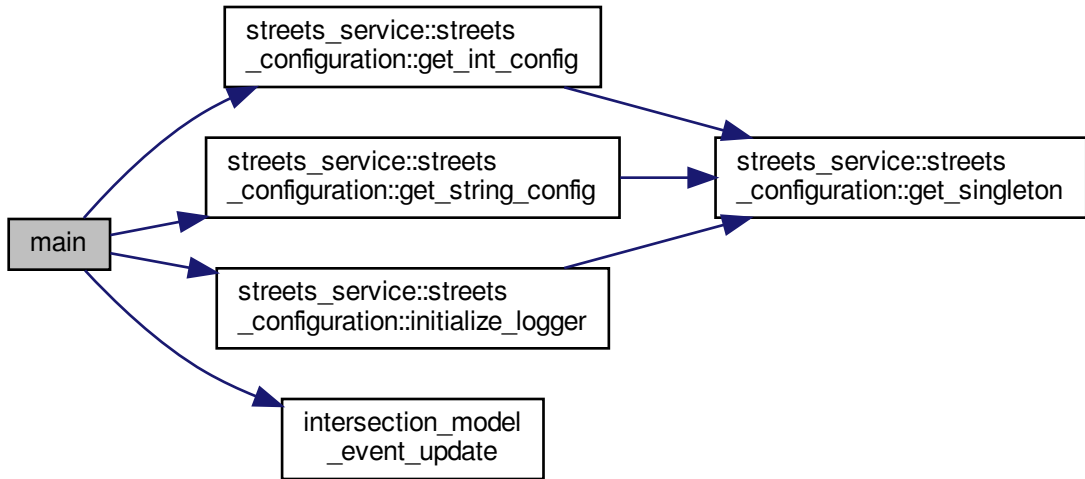 main
streets_service::streets
_configuration::get_int_config
streets_service::streets
_configuration::get_string_config
streets_service::streets
_configuration::initialize_logger
intersection_model
_event_update
streets_service::streets
_configuration::get_singleton